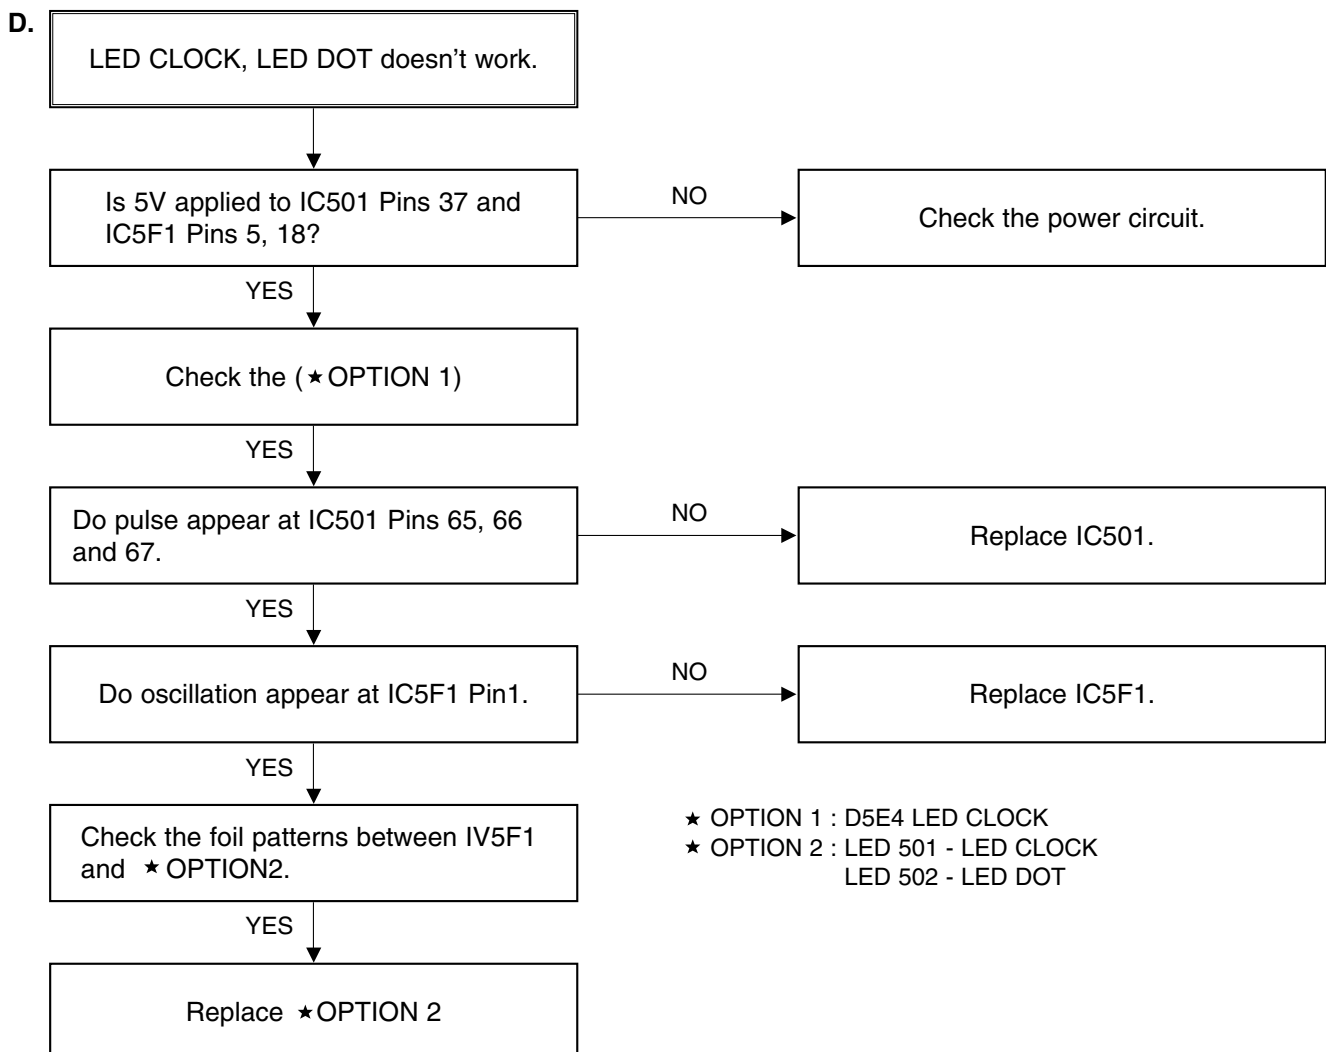 D.
LED CLOCK, LED DOT doesn't work.
Is 5V applied to IC501 Pins 37 and
IC5F1 Pins 5, 18?
NO
Check the power circuit.
YES
Check the (★OPTION 1)
YES
Do pulse appear at IC501 Pins 65, 66
and 67.
NO
Replace IC501.
YES
Do oscillation appear at IC5F1 Pin1.
NO
Replace IC5F1.
YES
Check the foil patterns between IV5F1
and ★OPTION2.
★ OPTION 1 : D5E4 LED CLOCK
★ OPTION 2 : LED 501 - LED CLOCK
LED 502 - LED DOT
YES
Replace ★OPTION 2